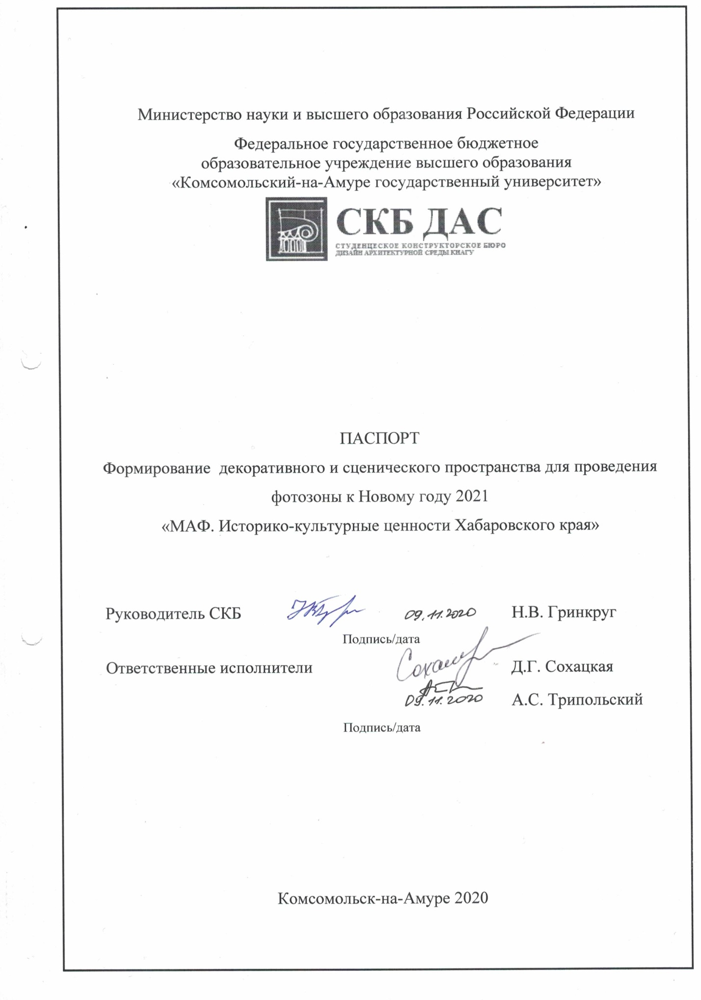 Министерство науки и высшего образования Российской Федерации
Федеральное государственное бюджетное
образовательное учреждение высшего образования
«Комсомольский-на-Амуре государственный университет»
СКБ ДАС
СТУДЕНЦЕСКОЕ КОНСТРУКТОРСКОЕ БЮРО
ДИЗАЙН АРХИТЕКТУРНОЙ СРЕДЫ КНАГУ
ПАСПОРТ
Формирование декоративного и сценического пространства для проведения
фотозоны к Новому году 2021
«МАФ. Историко-культурные ценности Хабаровского края»
Руководитель СКБ 09.11.2020 Н.В. Гринкруг
Подпись/дата
Ответственные исполнители Д.Г. Сохацкая
09.11.2020 А.С. Трипольский
Подпись/дата
Комсомольск-на-Амуре 2020